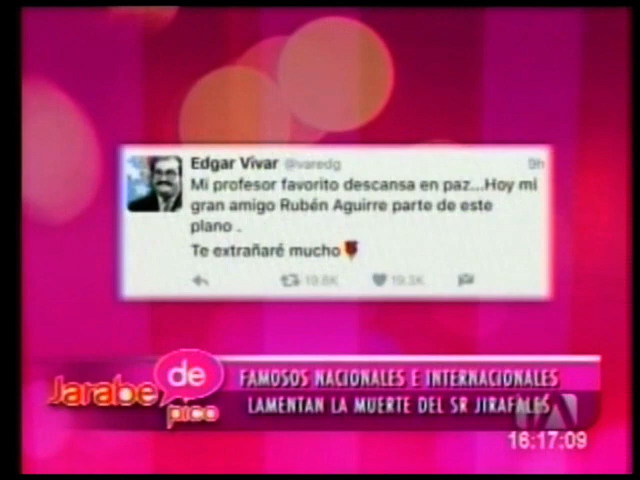 Edgar Vivar @varedg 9h
Mi profesor favorito descansa en paz...Hoy mi
gran amigo Rubén Aguirre parte de este
plano .
Te extrañaré mucho
19.6K 19.3K
Jarabe de pico
FAMOSOS NACIONALES E INTERNACIONALES
LAMENTAN LA MUERTE DEL SR JIRAFALES
16:17:09